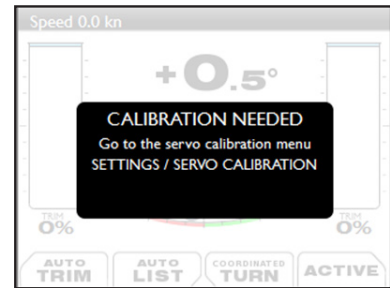 Speed 0.0 kn
+0.5°
CALIBRATION NEEDED
Go to the servo calibration menu
SETTINGS / SERVO CALIBRATION
TRIM
0%
TRIM
0%
AUTO
TRIM
AUTO
LIST
COORDINATED
TURN
ACTIVE